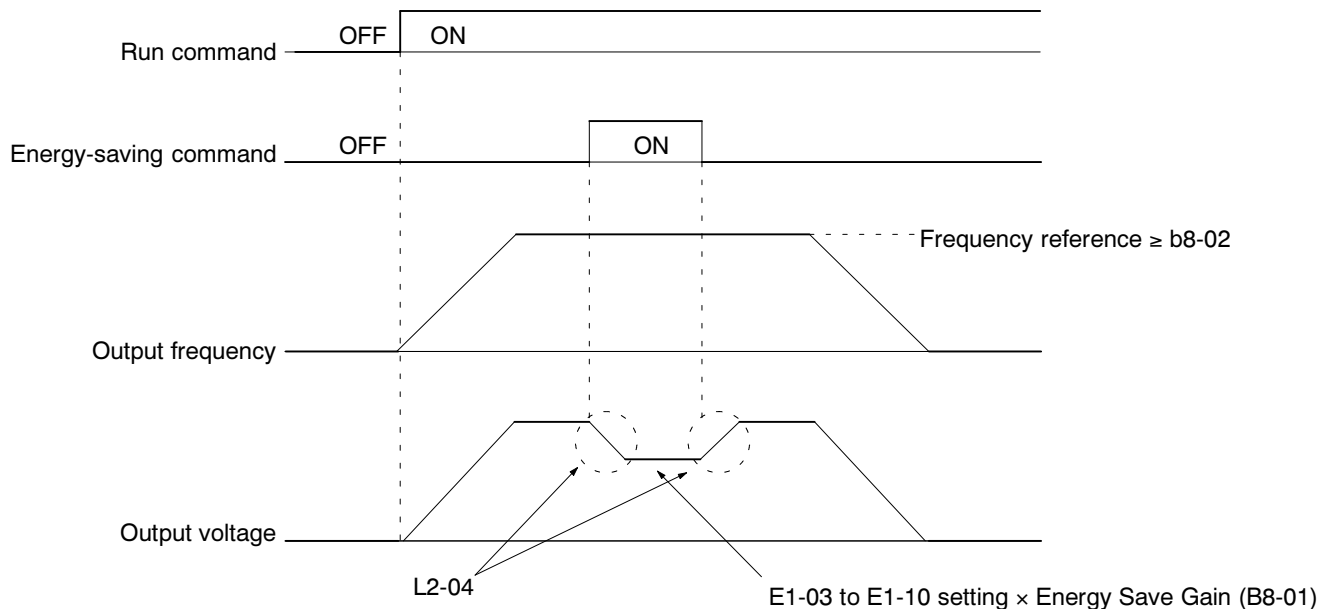 Run command OFF ON
Energy-saving command OFF ON
Frequency reference ≥ b8-02
Output frequency
Output voltage
L2-04
E1-03 to E1-10 setting × Energy Save Gain (B8-01)